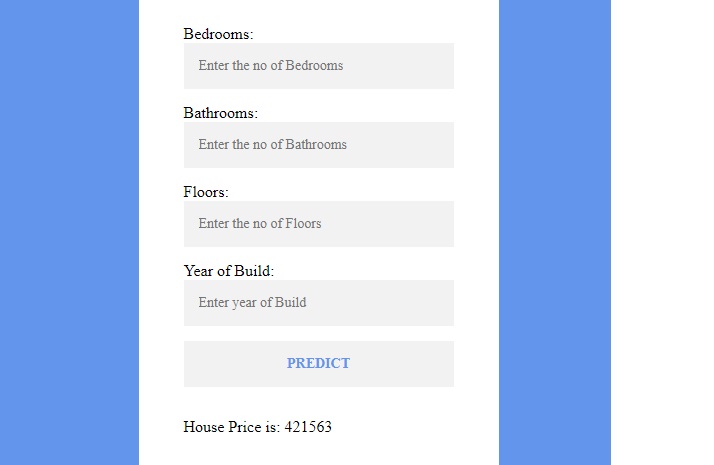 Bedrooms:
Enter the no of Bedrooms
Bathrooms:
Enter the no of Bathrooms
Floors:
Enter the no of Floors
Year of Build:
Enter year of Build
PREDICT
House Price is: 421563